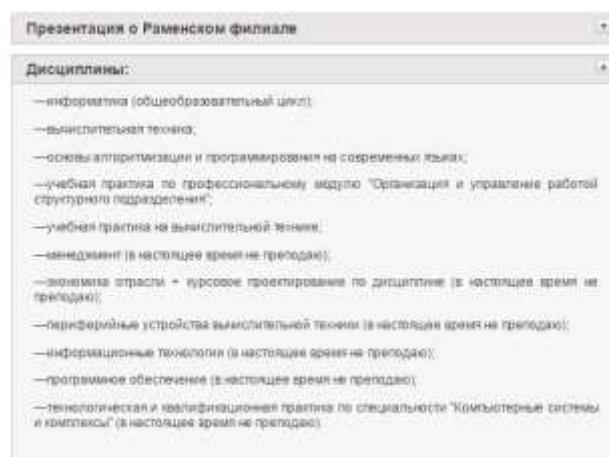 Презентация о Раменском филиале
Дисциплины:
—информатика (общеобразовательный цикл);
—вычислительная техника;
—основы алгоритмизации и программирования на современных языках;
—учебная практика по профессиональному модулю "Организация и управление работой
структурного подразделения";
—учебная практика на вычислительной технике;
—менеджмент (в настоящее время не преподаю);
—экономика отрасли + курсовое проектирование по дисциплине (в настоящее время не
преподаю);
—периферийные устройства вычислительной техники (в настоящее время не преподаю);
—информационные технологии (в настоящее время не преподаю);
—программное обеспечение (в настоящее время не преподаю);
—технологическая и квалификационная практика по специальности "Компьютерные системы
и комплексы" (в настоящее время не преподаю).